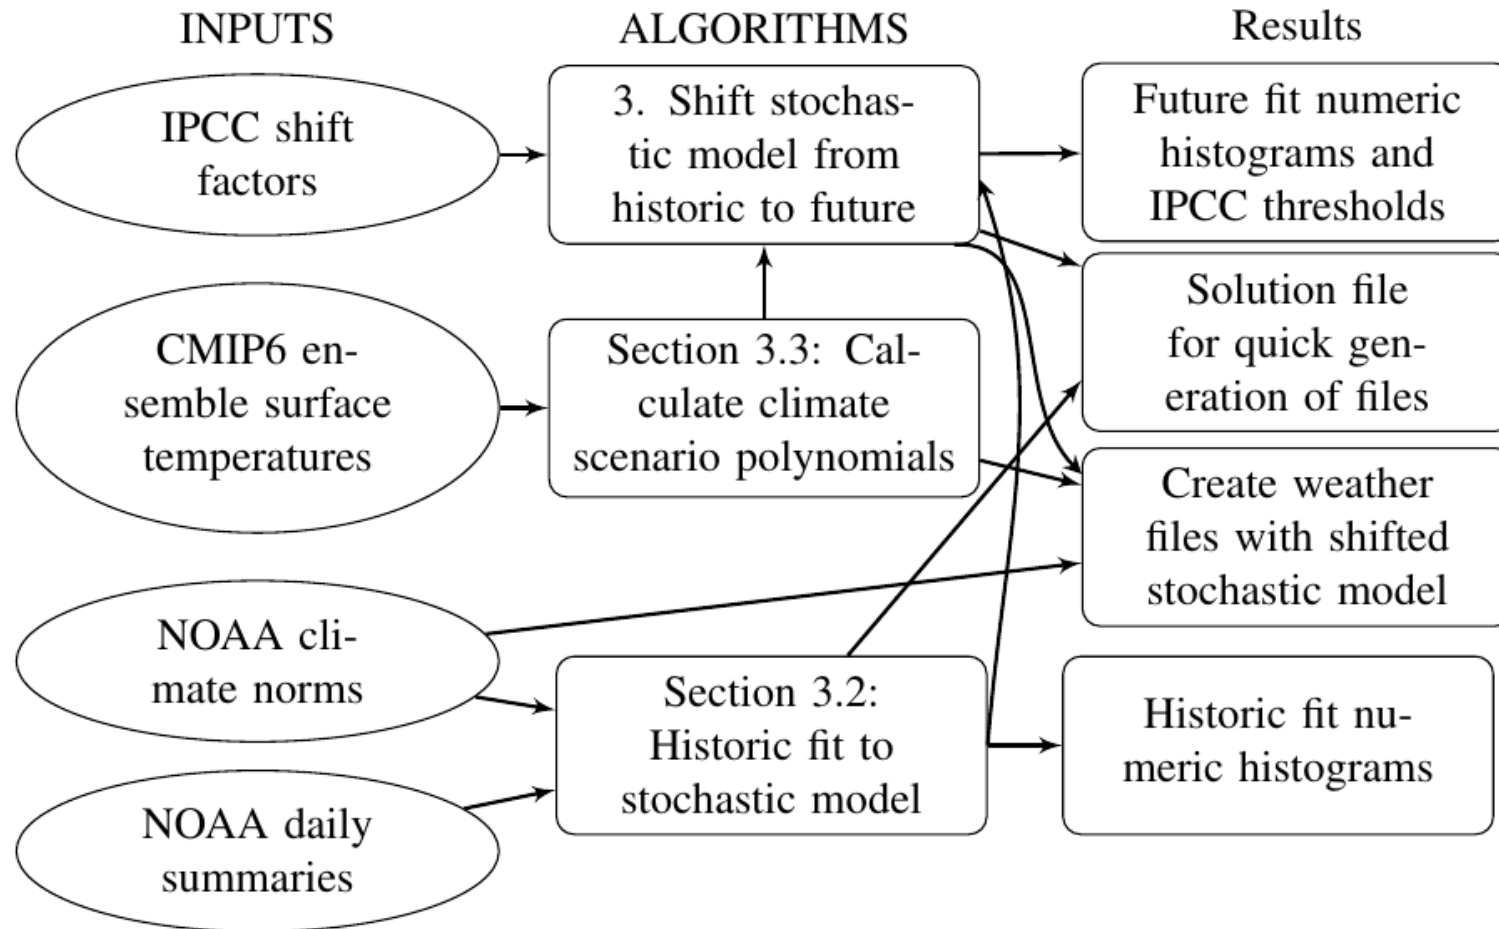 INPUTS
ALGORITHMS
Results
IPCC shift
factors
3. Shift stochas-
tic model from
historic to future
Future fit numeric
histograms and
IPCC thresholds
CMIP6 en-
semble surface
temperatures
Section 3.3: Cal-
culate climate
scenario polynomials
Solution file
for quick gen-
eration of files
Create weather
files with shifted
stochastic model
NOAA cli-
mate norms
Section 3.2:
Historic fit to
stochastic model
Historic fit nu-
meric histograms
NOAA daily
summaries